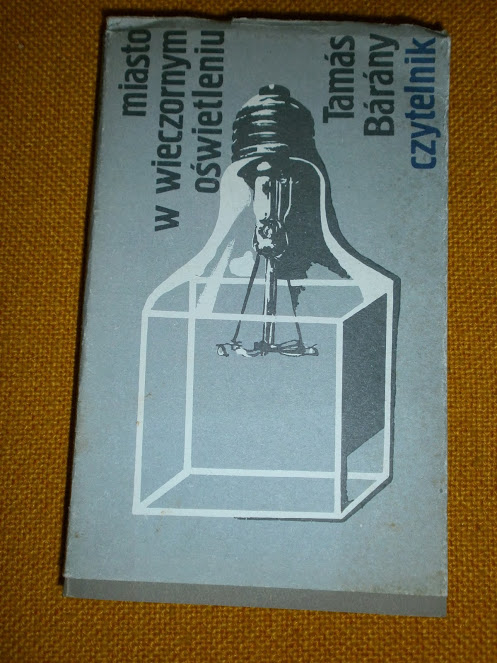 miasto
w wieczornym
oświetleniu
Tamás
Bárány
czytelnik